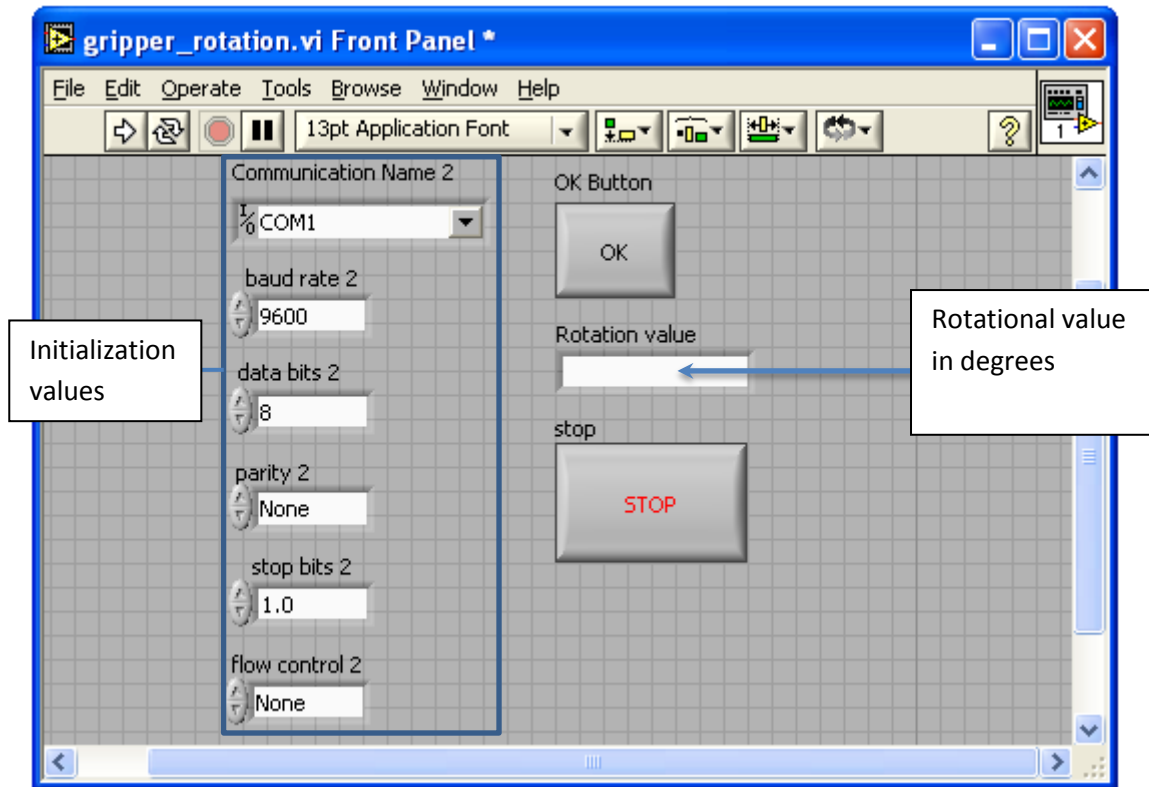 gripper_rotation.vi Front Panel *
File Edit Operate Tools Browse Window Help
13pt Application Font
1
Communication Name 2
I/O COM1
baud rate 2
9600
data bits 2
8
parity 2
None
stop bits 2
1.0
flow control 2
None
OK Button
OK
Rotation value
stop
STOP
Initialization
values
Rotational value
in degrees